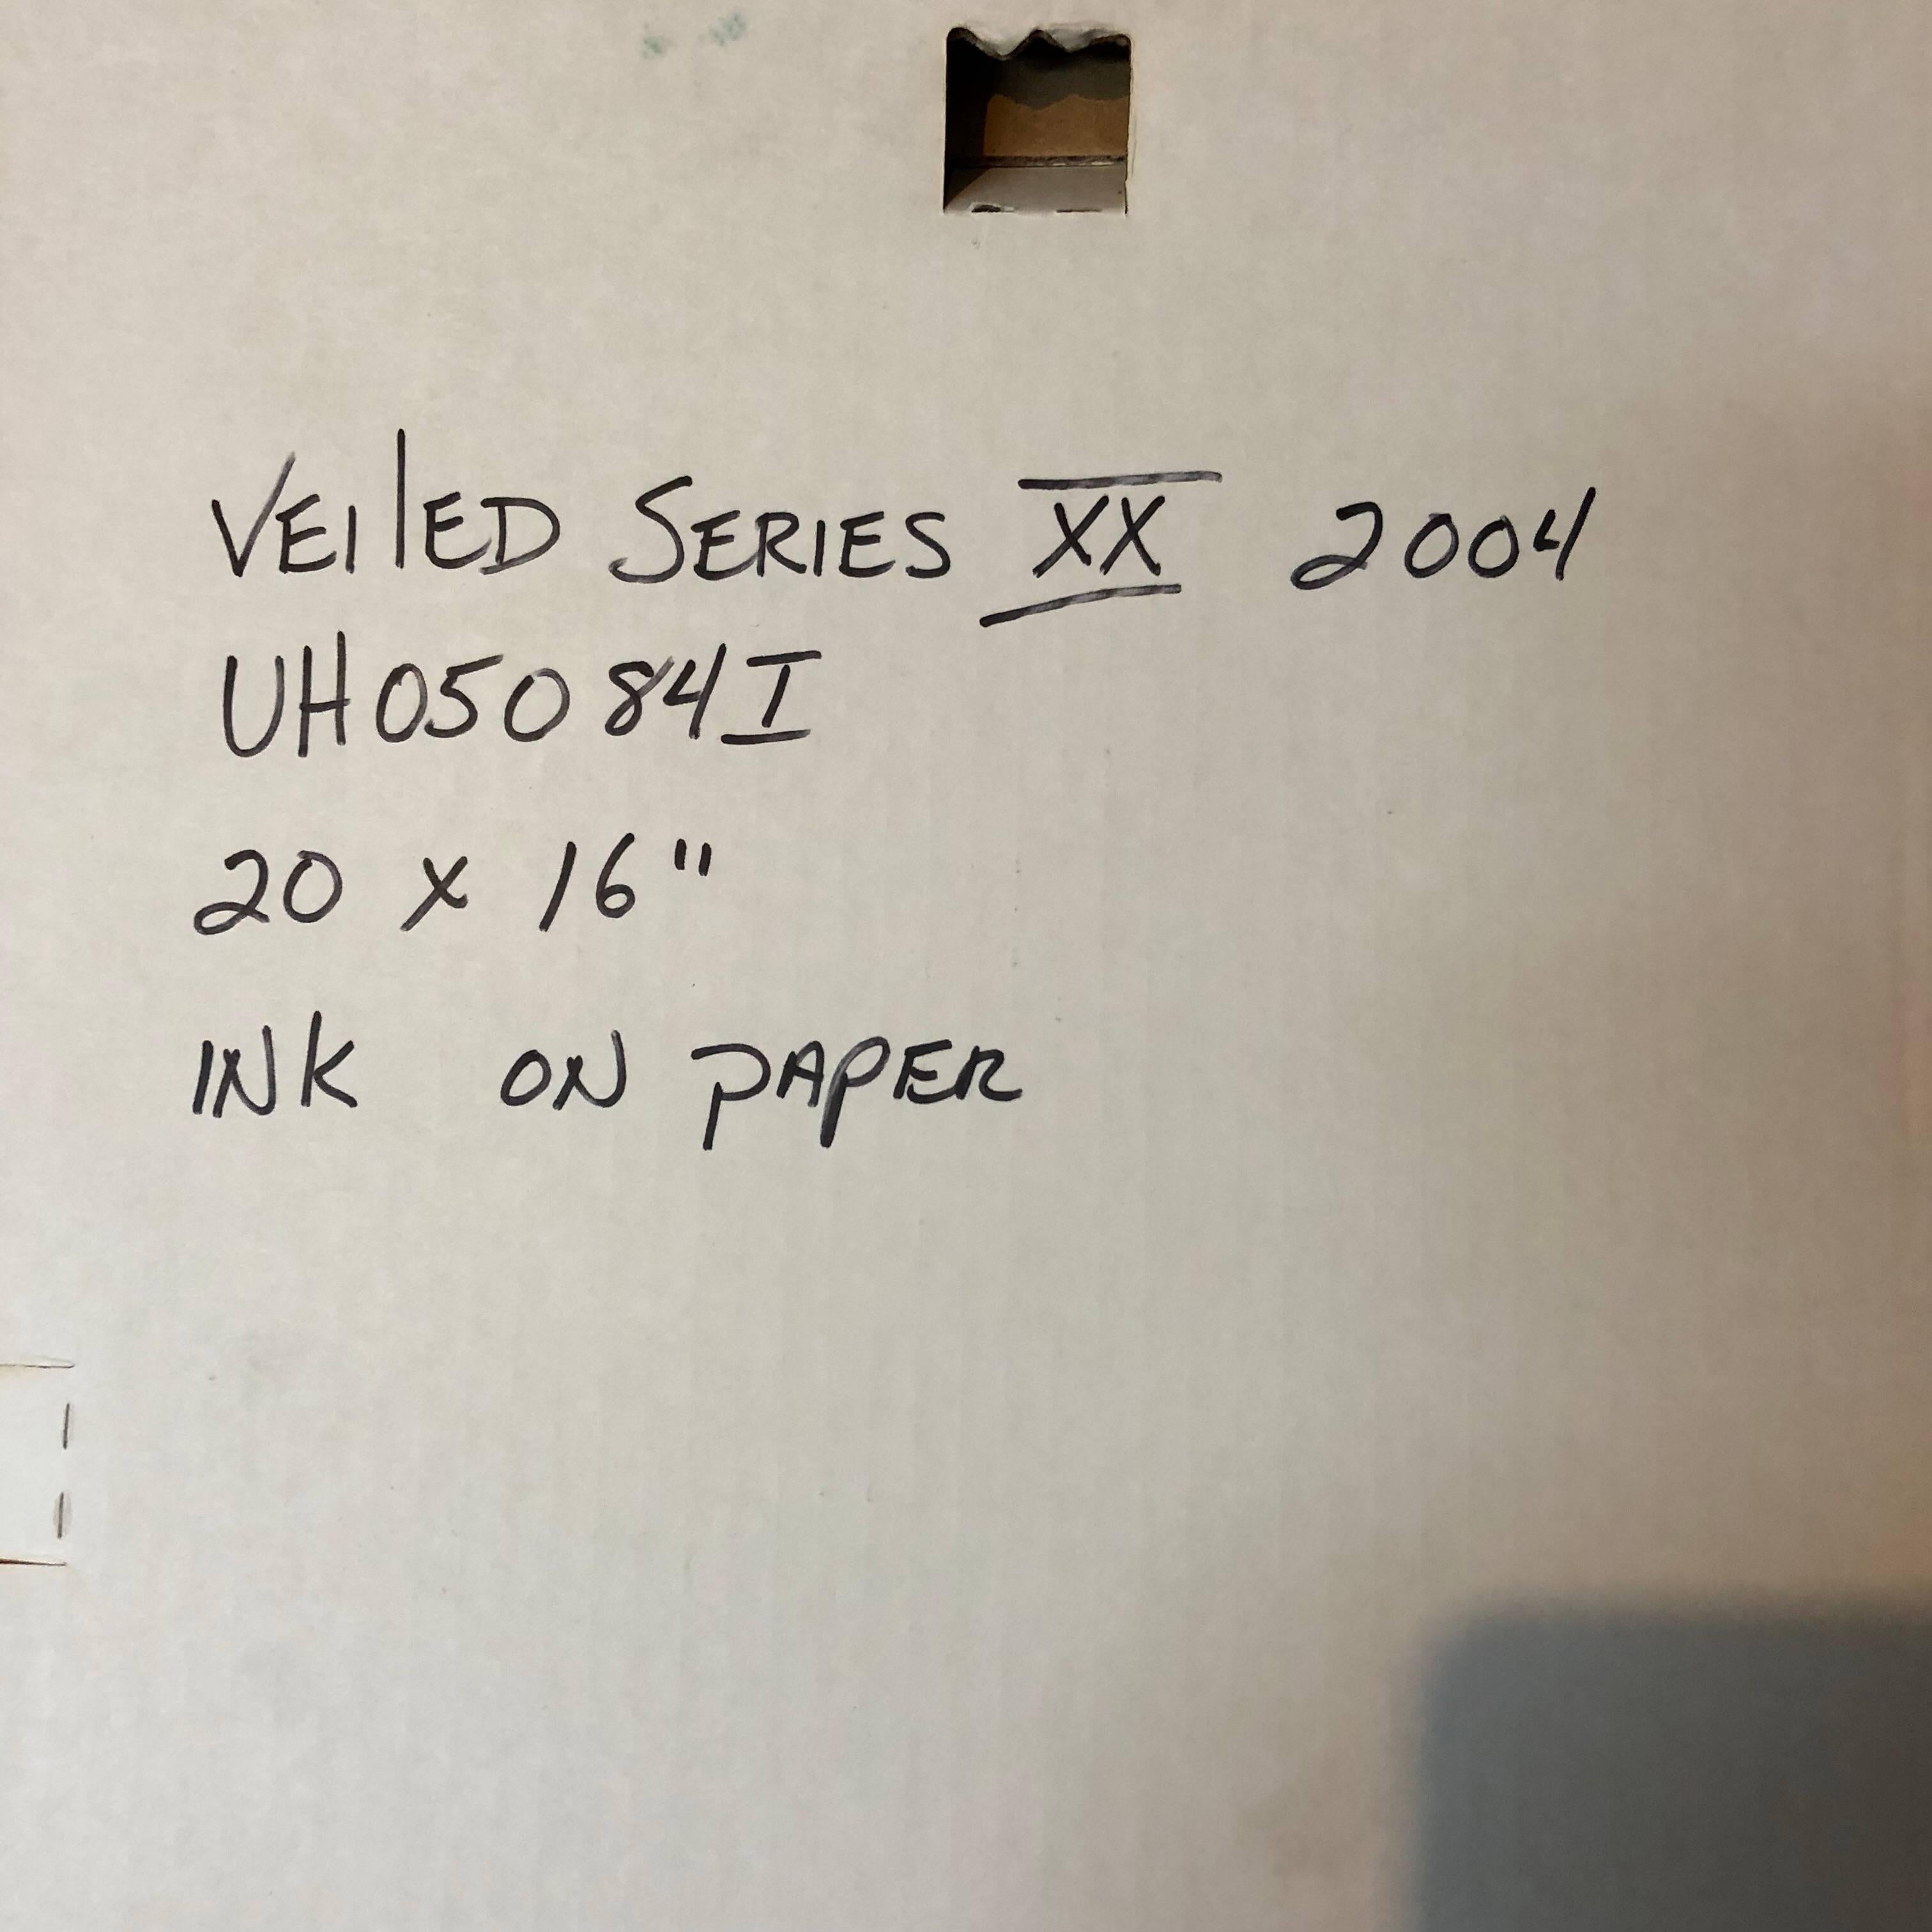 VEILED SERIES XX 2004
UH05084I
20 x 16"
INK ON PAPER